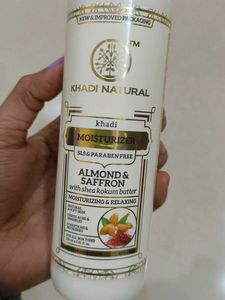 NEW & IMPROVED PACKAGING
TM
KHADI NATURAL
khadi
MOISTURIZER
SLS & PARABEN FREE
ALMOND &
SAFFRON
with shea kokum butter
MOISTURIZING & RELAXING